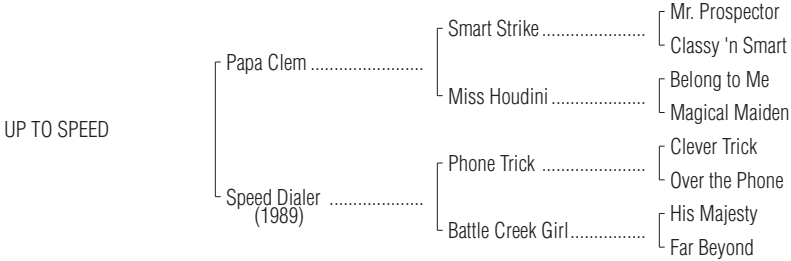 Mr. Prospector
Smart Strike ......................
Classy 'n Smart
Papa Clem ........................
Belong to Me
Miss Houdini ....................
Magical Maiden
UP TO SPEED
Clever Trick
Phone Trick ......................
Over the Phone
Speed Dialer ....................
(1989)
His Majesty
Battle Creek Girl ................
Far Beyond